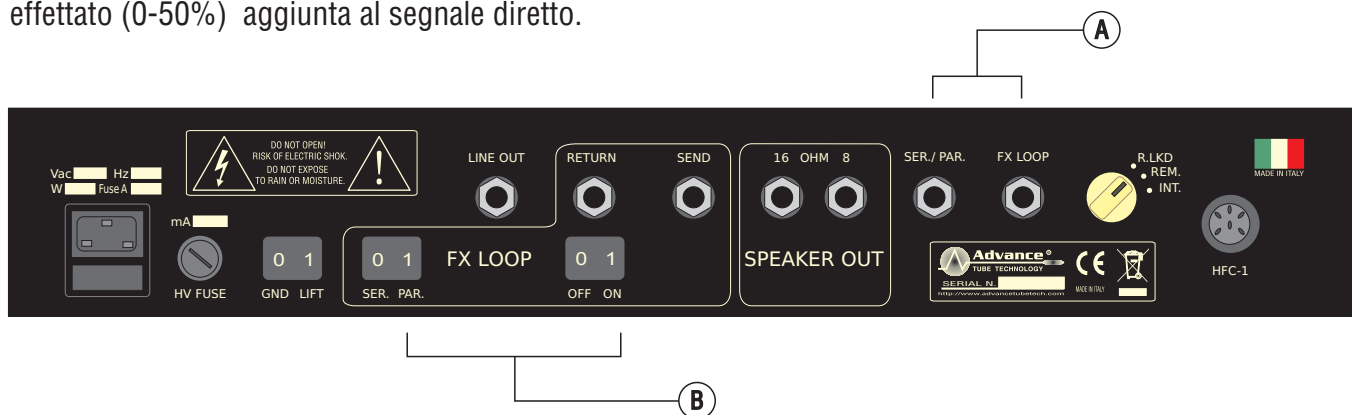 effettato (0-50%) aggiunta al segnale diretto.
A
DO NOT OPEN!
RISK OF ELECTRIC SHOK.
DO NOT EXPOSE
TO RAIN OR MOISTURE.
Vac Hz
W Fuse A
mA
HV FUSE
0 1
GND LIFT
LINE OUT
RETURN
SEND
0 1
SER. PAR.
FX LOOP
0 1
OFF ON
16 OHM 8
SPEAKER OUT
SER./ PAR.
FX LOOP
R.LKD
REM.
INT.
MADE IN ITALY
Advance®
TUBE TECHNOLOGY
SERIAL N.
http://www.advancetubetech.com
CE
MADE IN ITALY
HFC-1
B